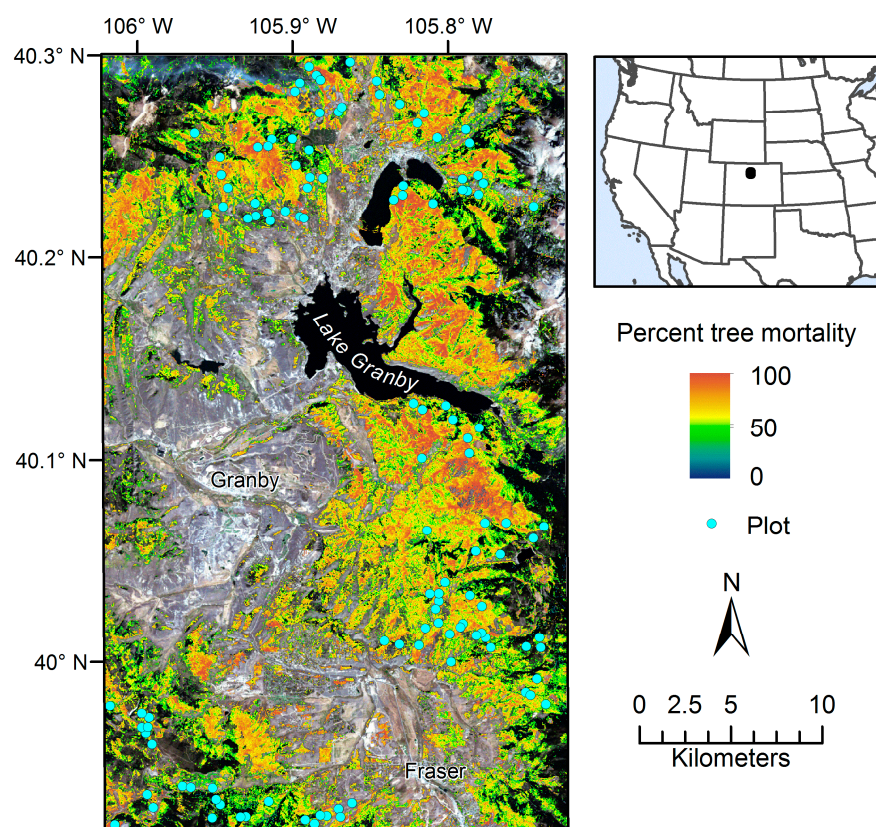 106° W 105.9° W 105.8° W
40.3° N
40.2° N
40.1° N
40° N
Lake Granby
Granby
Fraser
Percent tree mortality
100
50
0
Plot
N
0 2.5 5 10
Kilometers